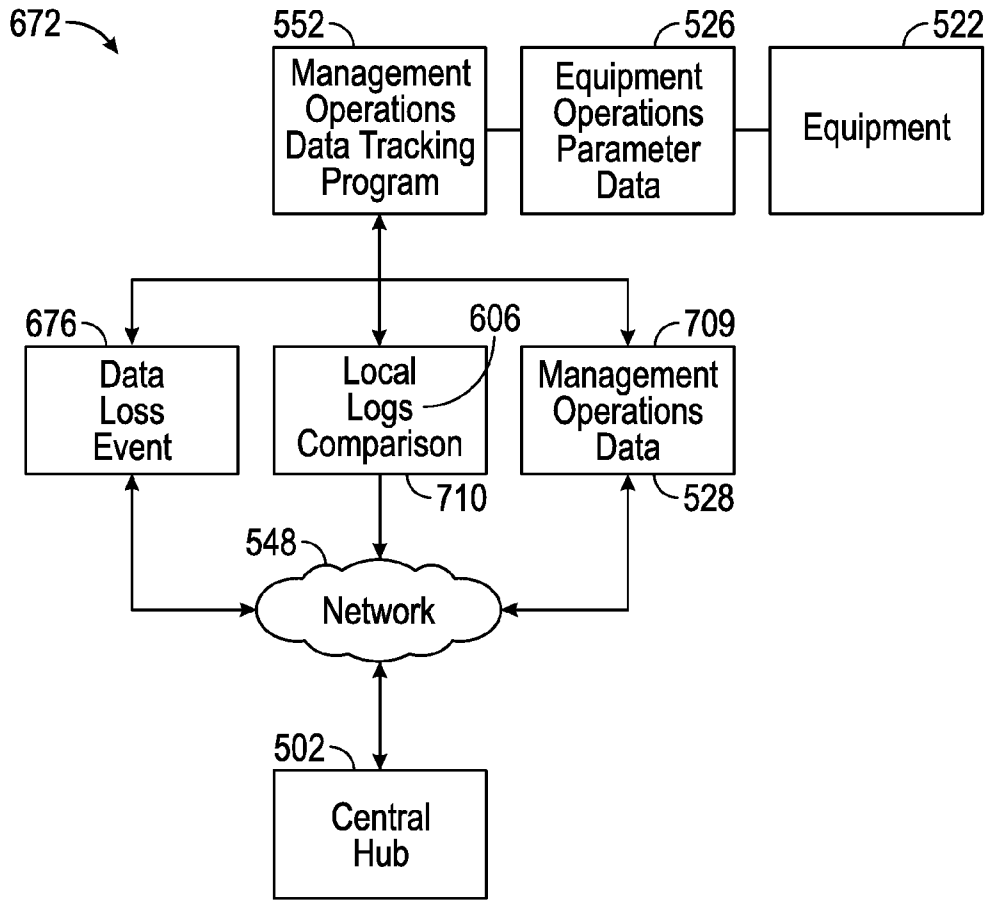 672
552
526
522
Management
Operations
Data Tracking
Program
Equipment
Operations
Parameter
Data
Equipment
676
606
709
Data
Loss
Event
Local
Logs
Comparison
Management
Operations
Data
710
528
548
Network
502
Central
Hub